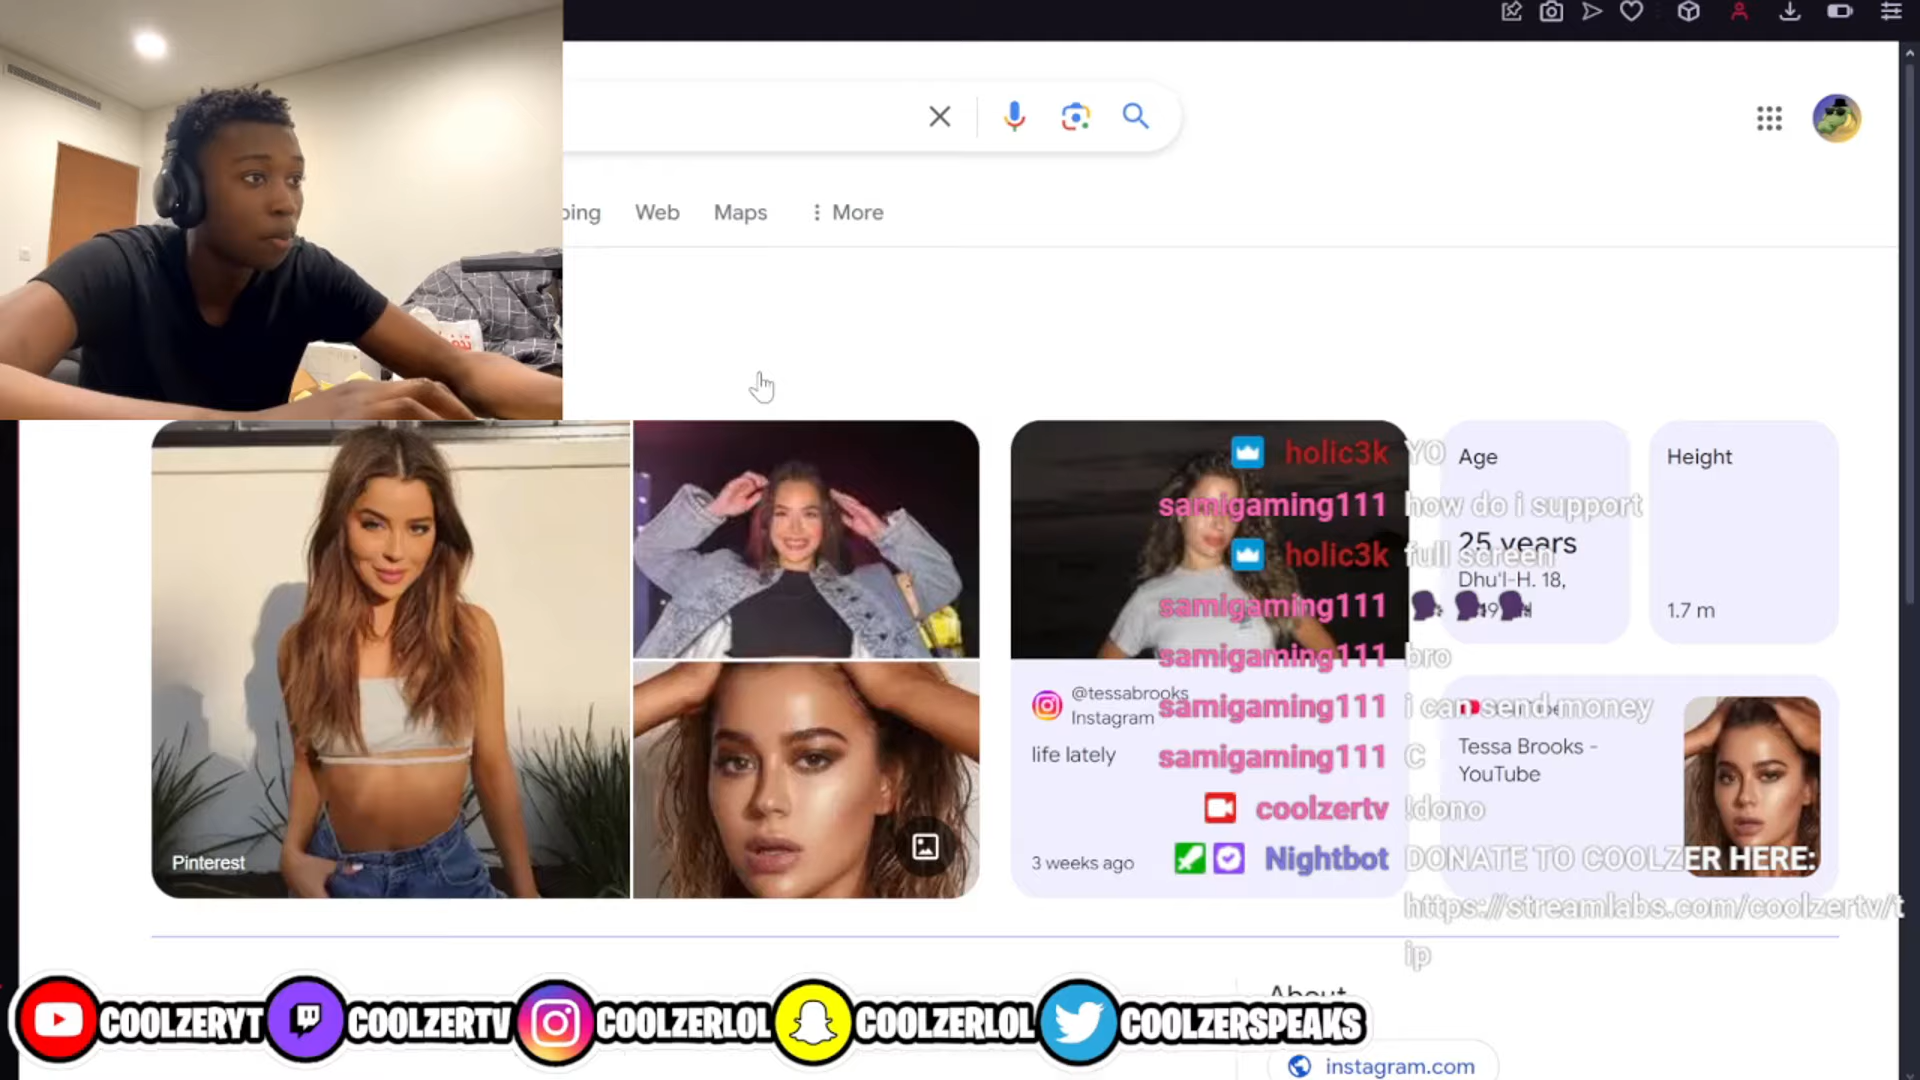 ping Web Maps More
holic3k YO
samigaming111 how do i support
holic3k full screen
samigaming111
samigaming111 bro
samigaming111 i can send money
samigaming111 C
coolzertv !dono
Nightbot DONATE TO COOLZER HERE:
https://streamlabs.com/coolzertv/t
ip
Age
25 years
Dhu'l-H. 18,
Height
1.7 m
Pinterest
@tessabrooks
Instagram
life lately
3 weeks ago
Tessa Brooks -
YouTube
About
instagram.com
COOLZERYT COOLZERTV COOLZERLOL COOLZERLOL COOLZERSPEAKS